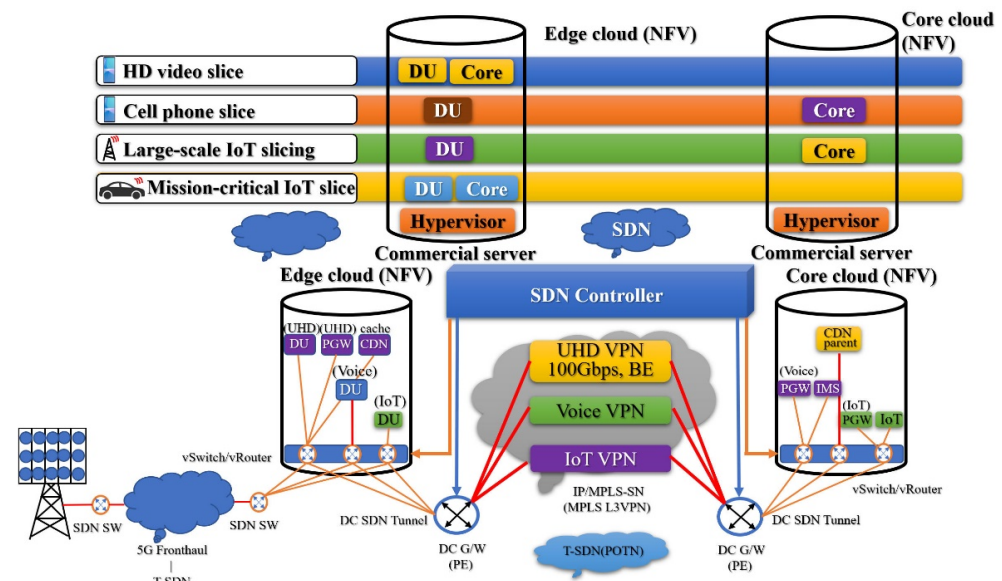 Edge cloud (NFV)
Core cloud
(NFV)
HD video slice
DU
Core
Cell phone slice
DU
Core
Large-scale IoT slicing
DU
Core
Mission-critical IoT slice
DU
Core
Hypervisor
SDN
Hypervisor
Commercial server
Commercial server
Edge cloud (NFV)
Core cloud (NFV)
SDN Controller
(UHD)
(UHD)
cache
DU
PGW
CDN
(Voice)
DU
(IoT)
DU
UHD VPN
100Gbps, BE
Voice VPN
IoT VPN
CDN
parent
(Voice)
PGW
IMS
(IoT)
PGW
IoT
vSwitch/vRouter
vSwitch/vRouter
IP/MPLS-SN
(MPLS L3VPN)
SDN SW
SDN SW
DC SDN Tunnel
DC SDN Tunnel
5G Fronthaul
|
T-SDN
DC G/W
(PE)
T-SDN(POTN)
DC G/W
(PE)